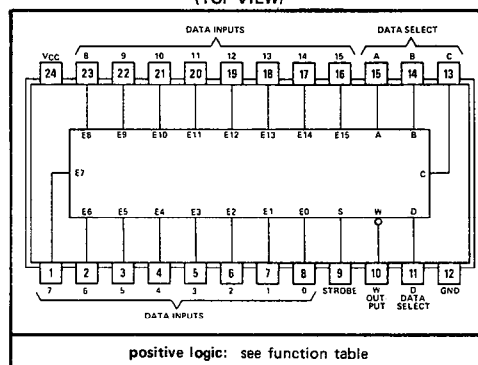 (TOP VIEW)
DATA INPUTS DATA SELECT
VCC 8 9 10 11 12 13 14 15 A B C
24 23 22 21 20 19 18 17 16 15 14 13
E8 E9 E10 E11 E12 E13 E14 E15 A B
E7 C
E6 E5 E4 E3 E2 E1 E0 S W D
1 2 3 4 5 6 7 8 9 10 11 12
7 6 5 4 3 2 1 0 STROBE W D GND
OUT DATA
PUT SELECT
DATA INPUTS
positive logic: see function table